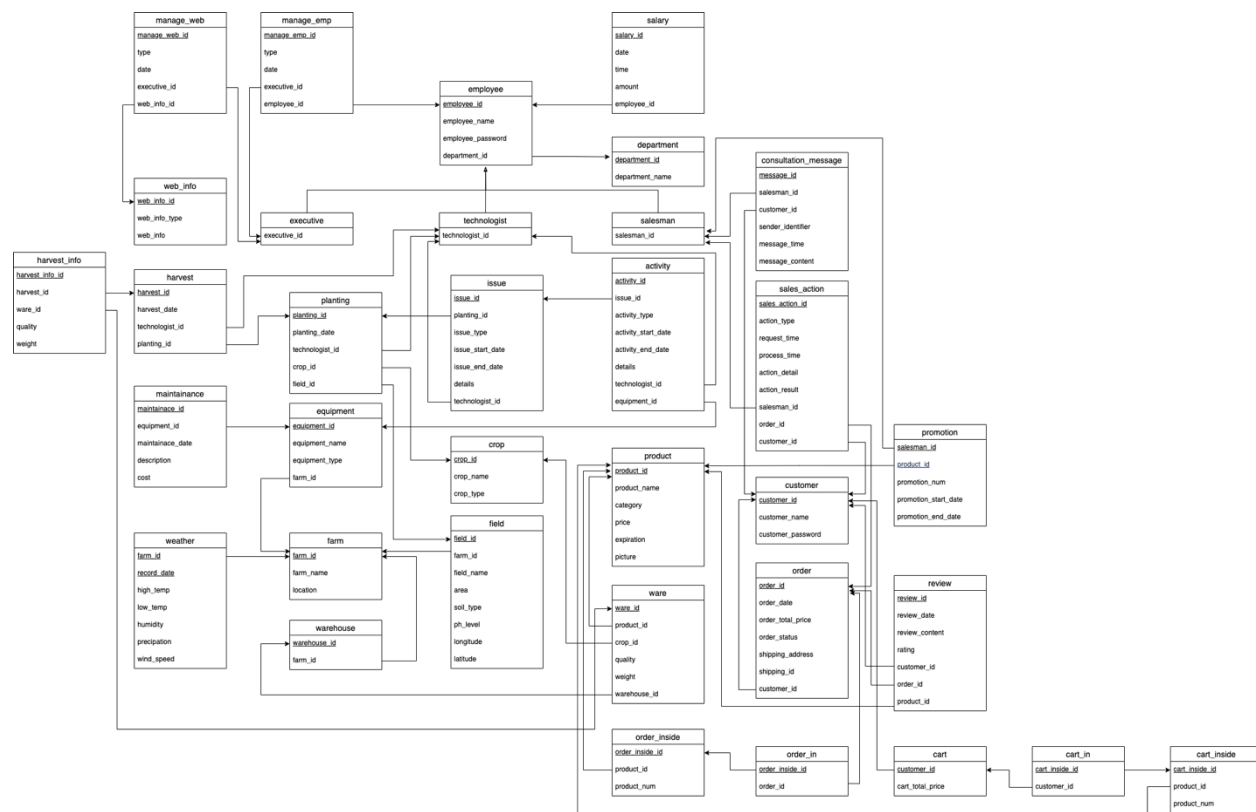 manage_web
manage_web_id
type
date
executive_id
web_info_id
manage_emp
manage_emp_id
type
date
executive_id
employee_id
salary
salary_id
date
time
amount
employee_id
employee
employee_id
employee_name
employee_password
department_id
department
department_id
department_name
consultation_message
message_id
salesman_id
customer_id
sender_identifier
message_time
message_content
web_info
web_info_id
web_info_type
web_info
executive
executive_id
technologist
technologist_id
salesman
salesman_id
harvest_info
harvest_info_id
harvest_id
ware_id
quality
weight
harvest
harvest_id
harvest_date
technologist_id
planting_id
planting
planting_id
planting_date
technologist_id
crop_id
field_id
issue
issue_id
planting_id
issue_type
issue_start_date
issue_end_date
details
technologist_id
activity
activity_id
issue_id
activity_type
activity_start_date
activity_end_date
details
technologist_id
equipment_id
sales_action
sales_action_id
action_type
request_time
process_time
action_detail
action_result
salesman_id
order_id
customer_id
maintainance
maintainace_id
equipment_id
maintainace_date
description
cost
equipment
equipment_id
equipment_name
equipment_type
farm_id
crop
crop_id
crop_name
crop_type
product
product_id
product_name
category
price
expiration
picture
customer
customer_id
customer_name
customer_password
promotion
salesman_id
product_id
promotion_num
promotion_start_date
promotion_end_date
weather
farm_id
record_date
high_temp
low_temp
humidity
precipation
wind_speed
farm
farm_id
farm_name
location
field
field_id
farm_id
field_name
area
soil_type
ph_level
longitude
latitude
warehouse
warehouse_id
farm_id
ware
ware_id
product_id
crop_id
quality
weight
warehouse_id
order
order_id
order_date
order_total_price
order_status
shipping_address
shipping_id
customer_id
review
review_id
review_date
review_content
rating
customer_id
order_id
product_id
order_inside
order_inside_id
product_id
product_num
order_in
order_inside_id
order_id
cart
customer_id
cart_total_price
cart_in
cart_inside_id
customer_id
cart_inside
cart_inside_id
product_id
product_num